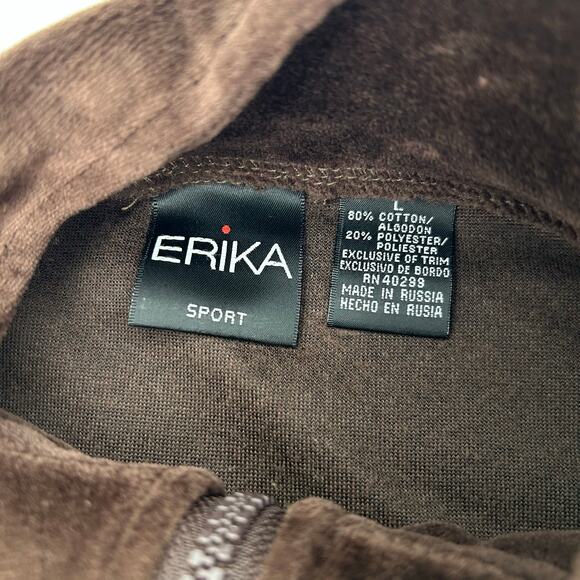 ERiKA
SPORT
L
80% COTTON/
ALGODON
20% POLYESTER/
POLIESTER
EXCLUSIVE OF TRIM
EXCLUSIVO DE BORDO
RN40299
MADE IN RUSSIA
HECHO EN RUSIA